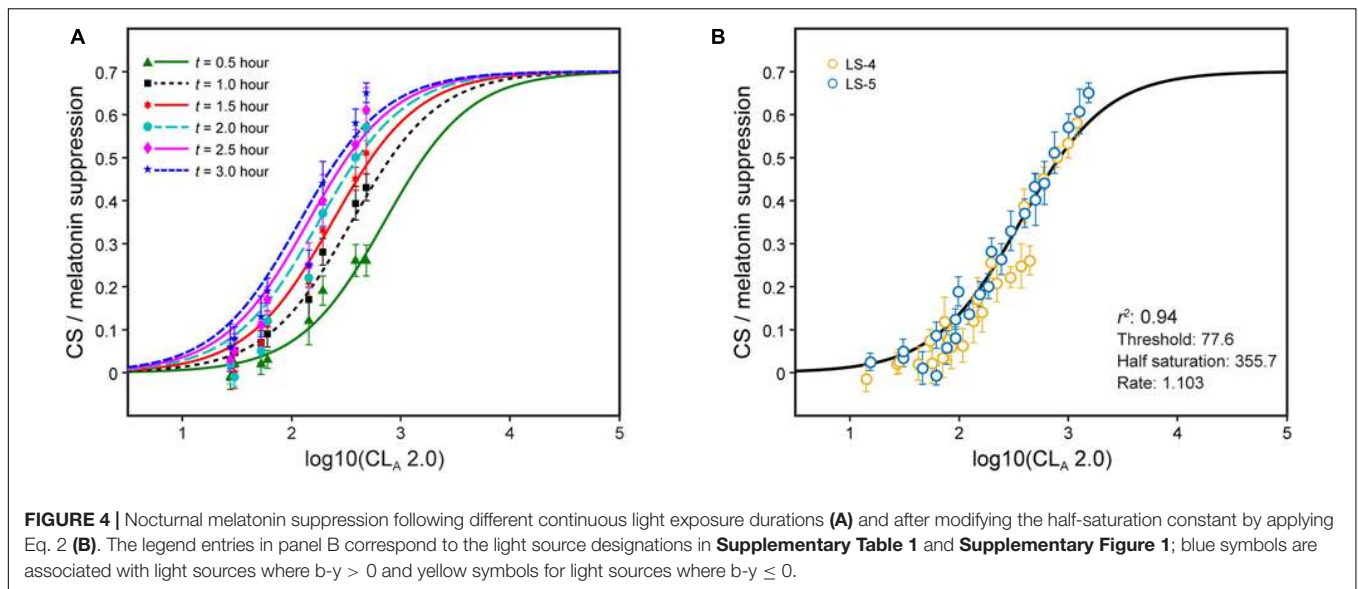 A
t = 0.5 hour
t = 1.0 hour
t = 1.5 hour
t = 2.0 hour
t = 2.5 hour
t = 3.0 hour
CS / melatonin suppression
0.7
0.6
0.5
0.4
0.3
0.2
0.1
0
1 2 3 4 5
log10(CLA 2.0)
B
LS-4
LS-5
CS / melatonin suppression
0.7
0.6
0.5
0.4
0.3
0.2
0.1
0
r²: 0.94
Threshold: 77.6
Half saturation: 355.7
Rate: 1.103
1 2 3 4 5
log10(CLA 2.0)
FIGURE 4 | Nocturnal melatonin suppression following different continuous light exposure durations (A) and after modifying the half-saturation constant by applying
Eq. 2 (B). The legend entries in panel B correspond to the light source designations in Supplementary Table 1 and Supplementary Figure 1; blue symbols are
associated with light sources where b-y > 0 and yellow symbols for light sources where b-y ≤ 0.